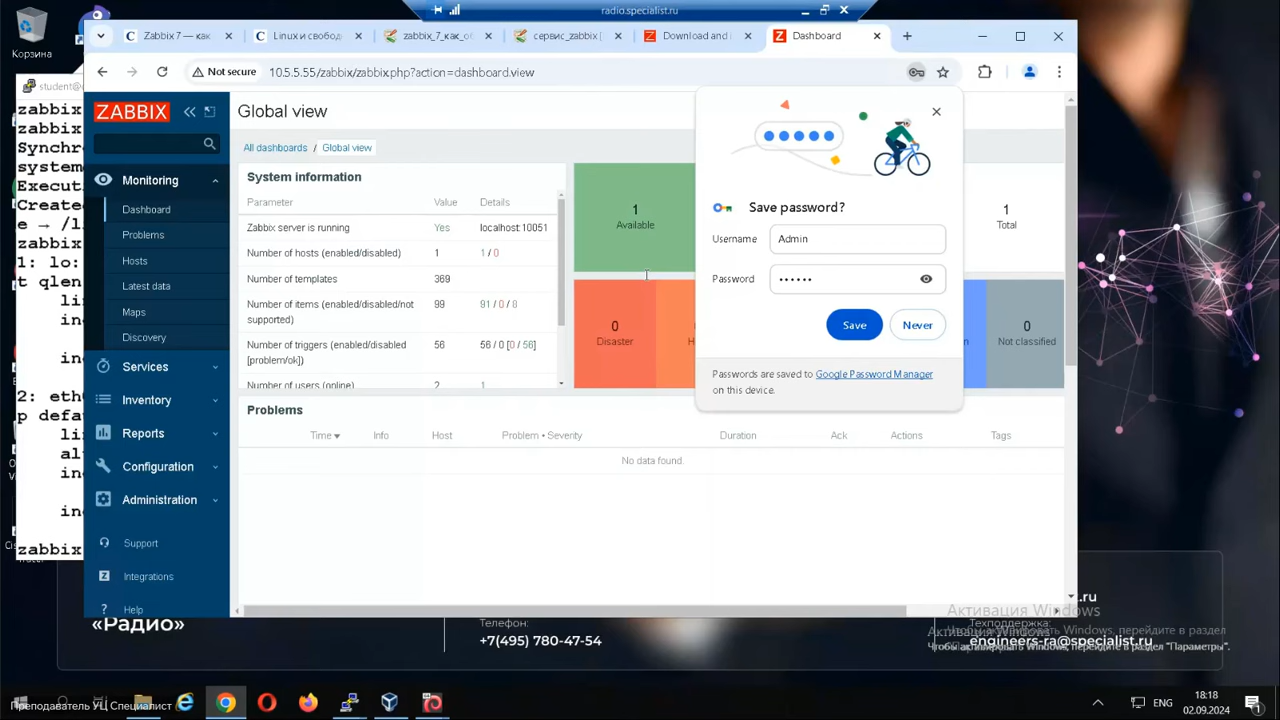 radio.specialist.ru
Корзина
Zabbix 7 — как
Linux и свобод
zabbix_7_как_об
сервис_zabbix [
Download and i
Dashboard
Not secure
10.5.5.55/zabbix/zabbix.php?action=dashboard.view
student@
zabbix
zabbix
Synchro
system
Execut
Create
e → /l
zabbix
1: lo:
t qlen
li
in
in
2: eth
p defa
li
al
in
in
zabbix
ZABBIX
Monitoring
Dashboard
Problems
Hosts
Latest data
Maps
Discovery
Services
Inventory
Reports
Configuration
Administration
Support
Integrations
Help
Global view
All dashboards / Global view
System information
Parameter Value Details
Zabbix server is running Yes localhost:10051
Number of hosts (enabled/disabled) 1 1 / 0
Number of templates 369
Number of items (enabled/disabled/not supported) 99 91 / 0 / 8
Number of triggers (enabled/disabled [problem/ok]) 56 56 / 0 [0 / 56]
Number of users (online) 2 1
1
Available
1
Total
0
Disaster
H
n
0
Not classified
Save password?
Username Admin
Password ••••••
Save Never
Passwords are saved to Google Password Manager
on this device.
Problems
Time Info Host Problem • Severity Duration Ack Actions Tags
No data found.
«Радио»
Телефон:
+7(495) 780-47-54
.ru
Техподдержка:
engineers-ra@specialist.ru
Активация Windows
Активация Windows
Чтобы активировать Windows, перейдите в раздел
"Параметры".
Преподаватель УЦ Специалист
ENG
18:18
02.09.2024
1